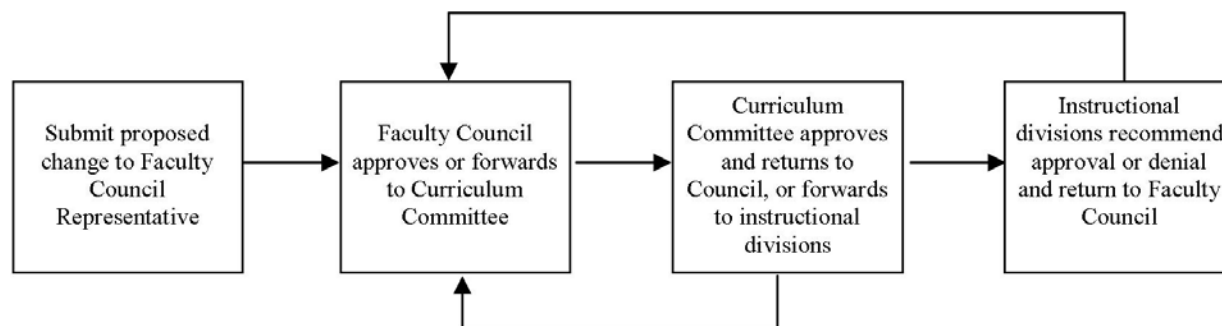 Submit proposed
change to Faculty
Council
Representative
Faculty Council
approves or forwards
to Curriculum
Committee
Curriculum
Committee approves
and returns to
Council, or forwards
to instructional
divisions
Instructional
divisions recommend
approval or denial
and return to Faculty
Council